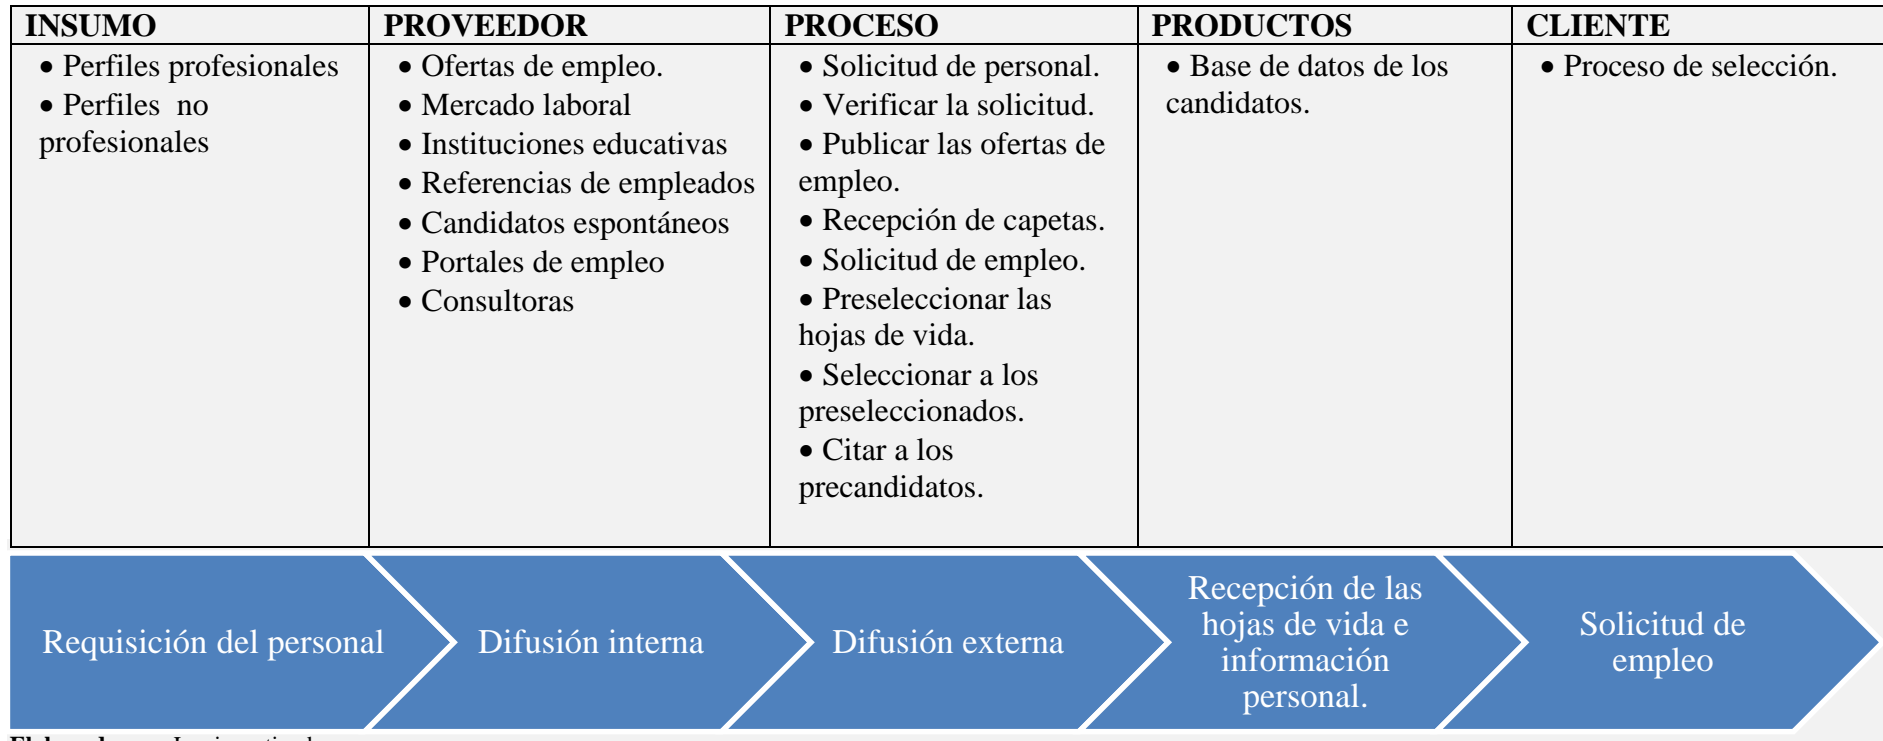 INSUMO
• Perfiles profesionales
• Perfiles no
profesionales
PROVEEDOR
• Ofertas de empleo.
• Mercado laboral
• Instituciones educativas
• Referencias de empleados
• Candidatos espontáneos
• Portales de empleo
• Consultoras
PROCESO
• Solicitud de personal.
• Verificar la solicitud.
• Publicar las ofertas de
empleo.
• Recepción de capetas.
• Solicitud de empleo.
• Preseleccionar las
hojas de vida.
• Seleccionar a los
preseleccionados.
• Citar a los
precandidatos.
PRODUCTOS
• Base de datos de los
candidatos.
CLIENTE
• Proceso de selección.
Requisición del personal
Difusión interna
Difusión externa
Recepción de las
hojas de vida e
información
personal.
Solicitud de
empleo